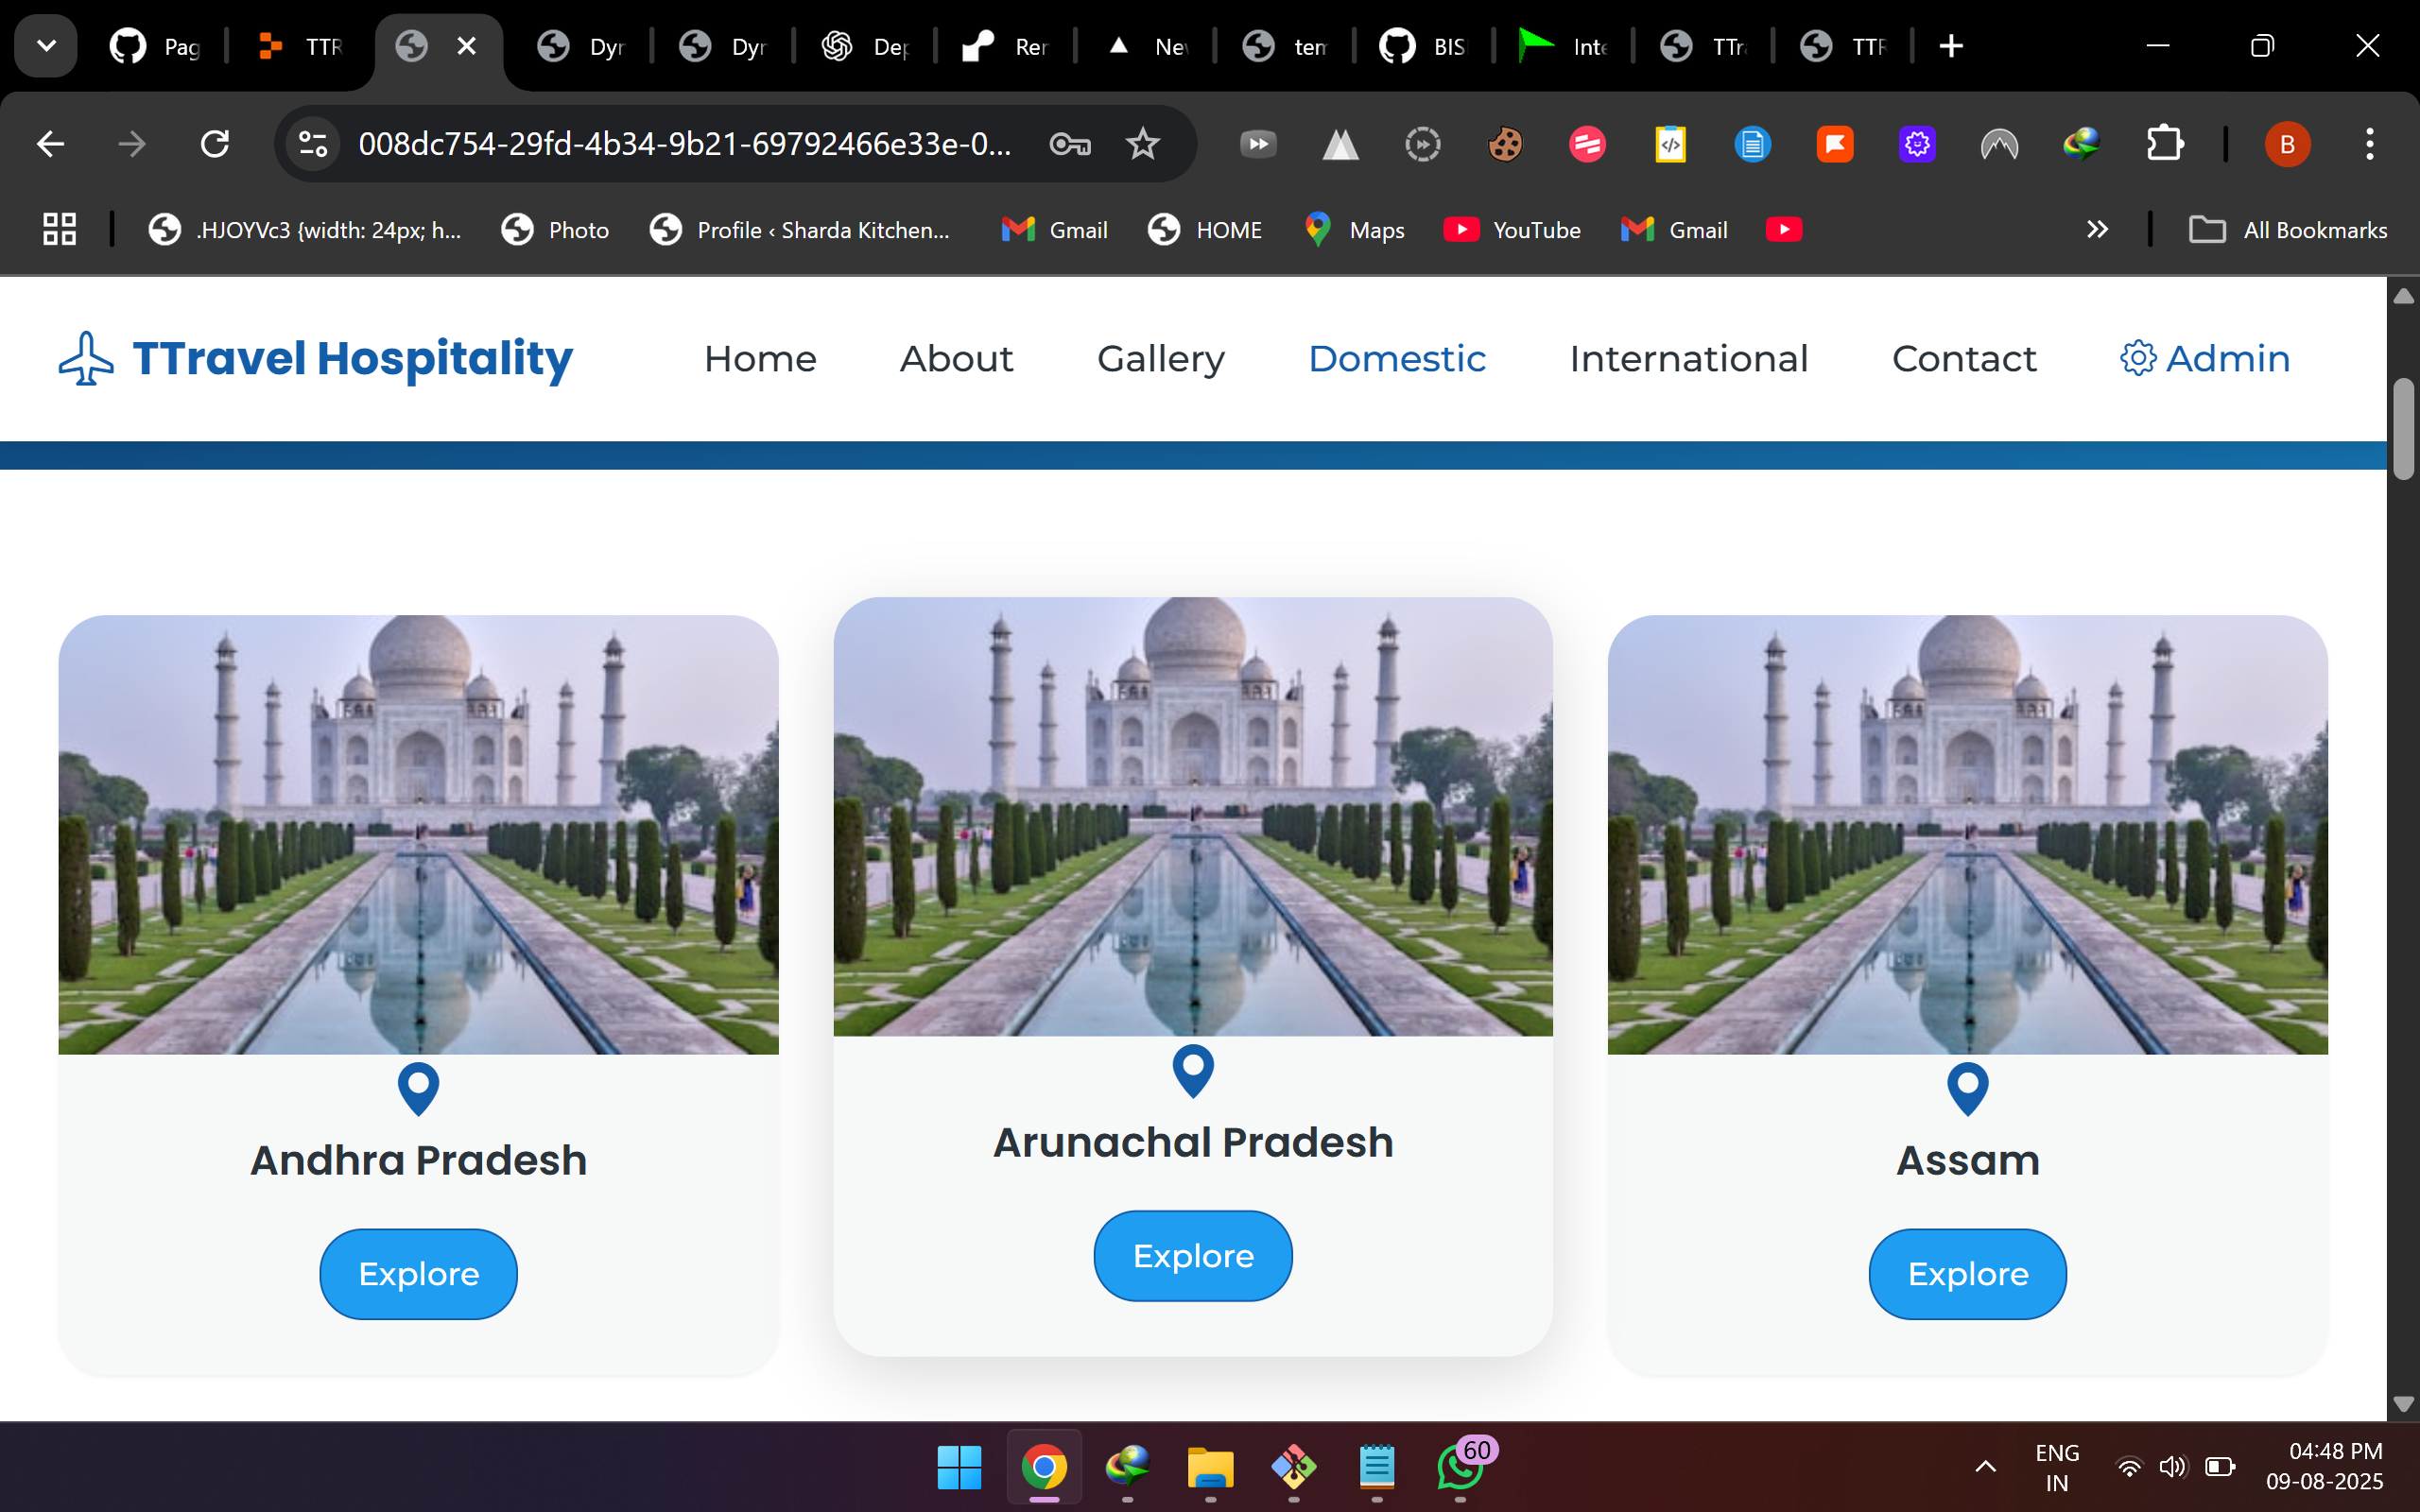 Pag
TTR
Dyr
Dyr
Dep
Rer
Nev
tem
BIS
Inte
TTr
TTR
008dc754-29fd-4b34-9b21-69792466e33e-0...
B
.HJOYVc3 {width: 24px; h...
Photo
Profile ‹ Sharda Kitchen...
Gmail
HOME
Maps
YouTube
Gmail
All Bookmarks
TTravel Hospitality
Home
About
Gallery
Domestic
International
Contact
Admin
Andhra Pradesh
Arunachal Pradesh
Assam
Explore
Explore
Explore
60
ENG
IN
04:48 PM
09-08-2025